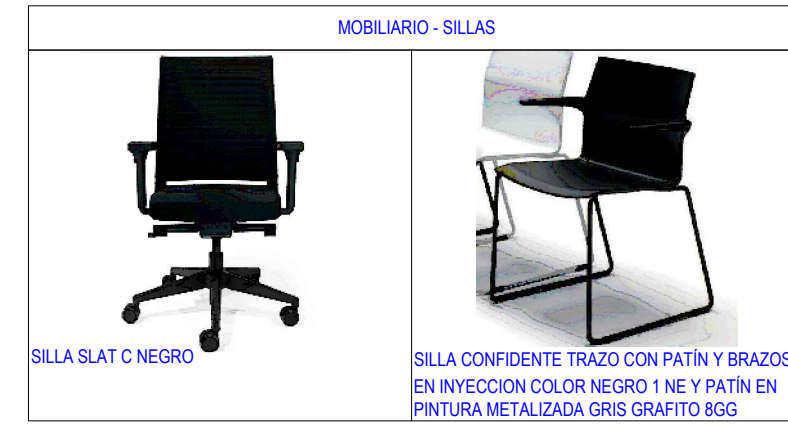 MOBILIARIO - SILLAS
SILLA SLAT C NEGRO
SILLA CONFIDENTE TRAZO CON PATÍN Y BRAZOS
EN INYECCION COLOR NEGRO 1 NE Y PATÍN EN
PINTURA METALIZADA GRIS GRAFITO 8GG